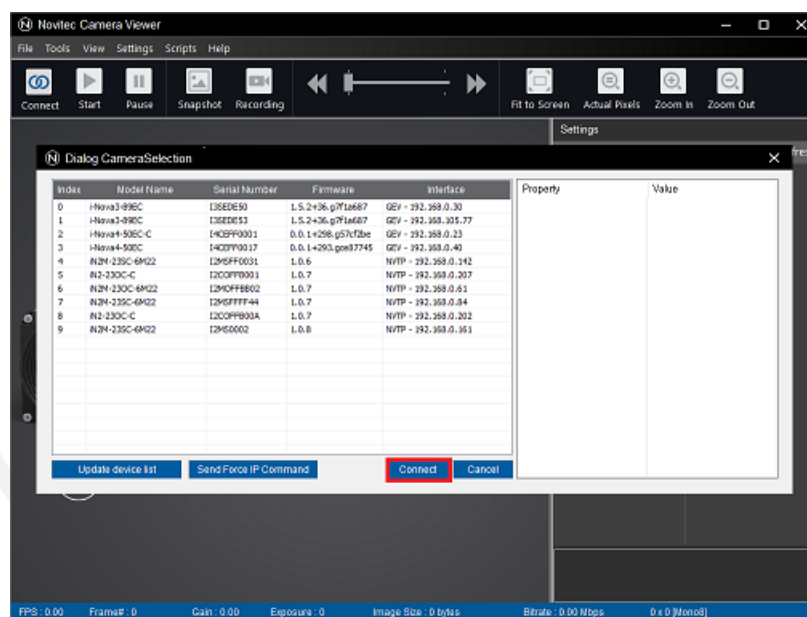 Novitec Camera Viewer
File Tools View Settings Scripts Help
Connect Start Pause Snapshot Recording Fit to Screen Actual Pixels Zoom In Zoom Out
Settings
Dialog CameraSelection
Index Model Name Serial Number Firmware Interface Property Value
0 i-Nova3-89EC I3SEDE50 1.5.2+36.g7f1a687 GEV - 192.168.0.30
1 i-Nova3-89EC I3SEDE53 1.5.2+36.g7f1a687 GEV - 192.168.105.77
2 i-Nova4-50EC-C I4CEFF0001 0.0.1+298.g57cf2be GEV - 192.168.0.23
3 i-Nova4-50EC I4CEFF0017 0.0.1+293.gce87745 GEV - 192.168.0.40
4 iN2M-23SC-6M22 I2MSFF0031 1.0.6 NVTP - 192.168.0.142
5 iN2-230C-C I2COFFB001 1.0.7 NVTP - 192.168.0.207
6 iN2M-230C-6M22 I2MOFFBB02 1.0.7 NVTP - 192.168.0.61
7 iN2M-23SC-6M22 I2MSFFFF44 1.0.7 NVTP - 192.168.0.84
8 iN2-230C-C I2COFFB00A 1.0.7 NVTP - 192.168.0.202
9 iN2M-23SC-6M22 I2MS0002 1.0.8 NVTP - 192.168.0.161
Update device list Send Force IP Command Connect Cancel
FPS : 0.00 Frame# : 0 Gain : 0.00 Exposure : 0 Image Size : 0 bytes Bitrate : 0.00 Mbps 0 x 0 [Mono8]